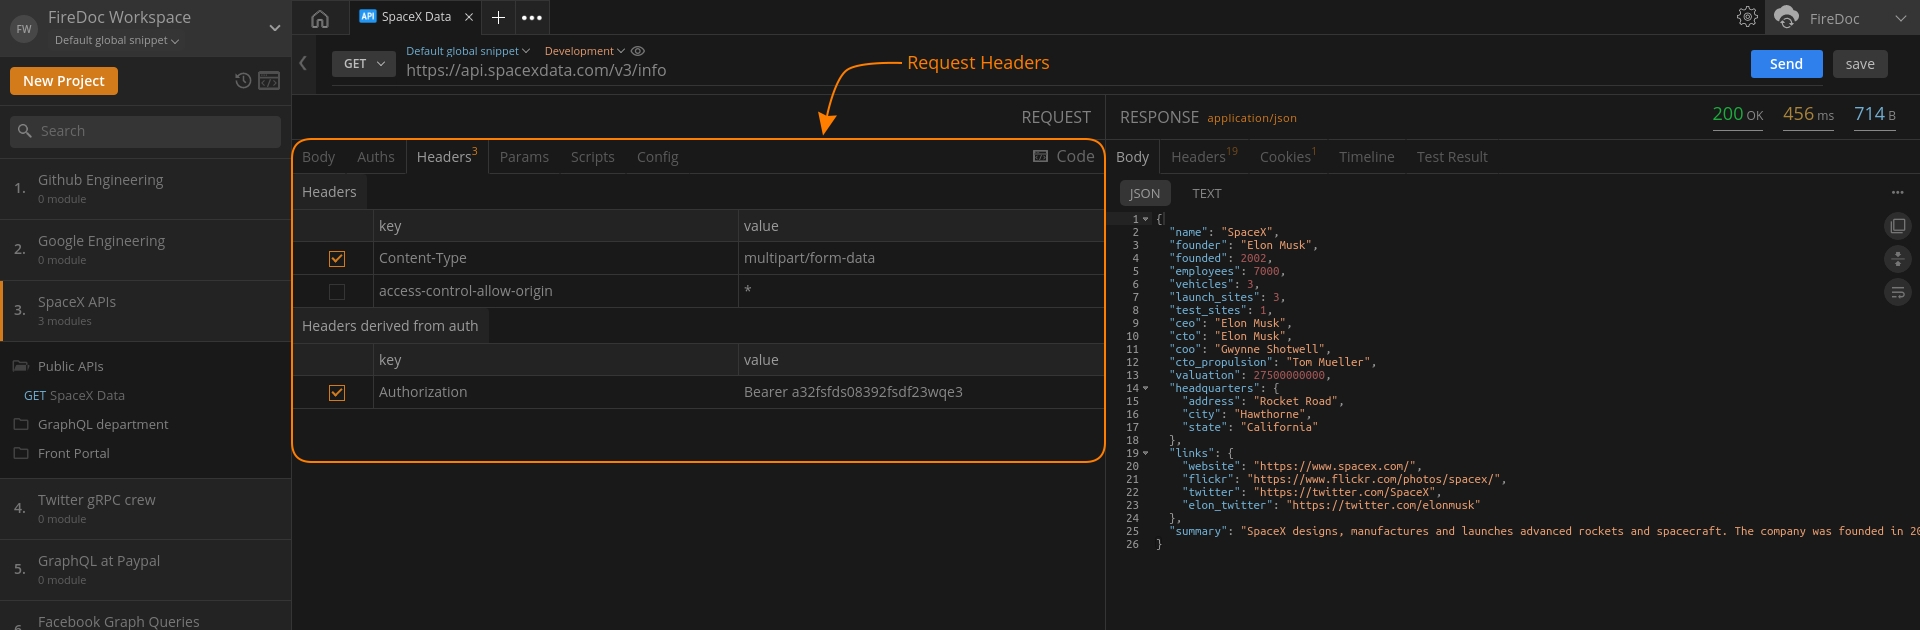 FW
FireDoc Workspace
Default global snippet
New Project
Search
1. Github Engineering
0 module
2. Google Engineering
0 module
3. SpaceX APIs
3 modules
Public APIs
GET SpaceX Data
GraphQL department
Front Portal
4. Twitter gRPC crew
0 module
5. GraphQL at Paypal
0 module
6. Facebook Graph Queries
API SpaceX Data
FireDoc
GET
Default global snippet Development
https://api.spacexdata.com/v3/info
Request Headers
Send save
REQUEST
Body Auths Headers3 Params Scripts Config Code
Headers
key value
Content-Type multipart/form-data
access-control-allow-origin *
Headers derived from auth
key value
Authorization Bearer a32fsfds08392fsdf23wqe3
RESPONSE application/json 200 OK 456 ms 714 B
Body Headers19 Cookies1 Timeline Test Result
JSON TEXT
1 {
2 "name": "SpaceX",
3 "founder": "Elon Musk",
4 "founded": 2002,
5 "employees": 7000,
6 "vehicles": 3,
7 "launch_sites": 3,
8 "test_sites": 1,
9 "ceo": "Elon Musk",
10 "cto": "Elon Musk",
11 "coo": "Gwynne Shotwell",
12 "cto_propulsion": "Tom Mueller",
13 "valuation": 27500000000,
14 "headquarters": {
15 "address": "Rocket Road",
16 "city": "Hawthorne",
17 "state": "California"
18 },
19 "links": {
20 "website": "https://www.spacex.com/",
21 "flickr": "https://www.flickr.com/photos/spacex/",
22 "twitter": "https://twitter.com/SpaceX",
23 "elon_twitter": "https://twitter.com/elonmusk"
24 },
25 "summary": "SpaceX designs, manufactures and launches advanced rockets and spacecraft. The company was founded in 20
26 }